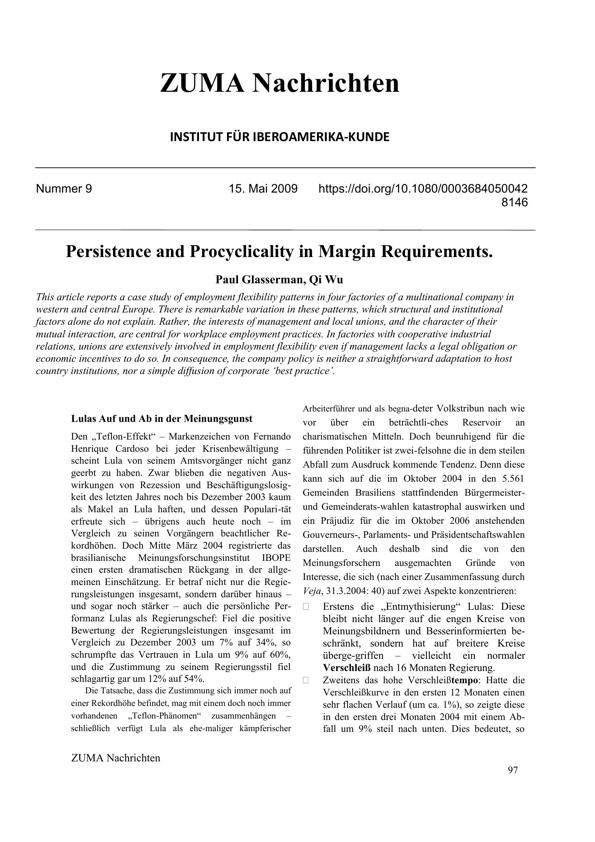 ZUMA Nachrichten
INSTITUT FÜR IBEROAMERIKA-KUNDE
Nummer 9 15. Mai 2009 https://doi.org/10.1080/0003684050042
8146
Persistence and Procyclicality in Margin Requirements.
Paul Glasserman, Qi Wu
This article reports a case study of employment flexibility patterns in four factories of a multinational company in
western and central Europe. There is remarkable variation in these patterns, which structural and institutional
factors alone do not explain. Rather, the interests of management and local unions, and the character of their
mutual interaction, are central for workplace employment practices. In factories with cooperative industrial
relations, unions are extensively involved in employment flexibility even if management lacks a legal obligation or
economic incentives to do so. In consequence, the company policy is neither a straightforward adaptation to host
country institutions, nor a simple diffusion of corporate ‘best practice’.
Lulas Auf und Ab in der Meinungsgunst
Den „Teflon-Effekt“ – Markenzeichen von Fernando
Henrique Cardoso bei jeder Krisenbewältigung –
scheint Lula von seinem Amtsvorgänger nicht ganz
geerbt zu haben. Zwar blieben die negativen Aus-
wirkungen von Rezession und Beschäftigungslosig-
keit des letzten Jahres noch bis Dezember 2003 kaum
als Makel an Lula haften, und dessen Populari-tät
erfreute sich – übrigens auch heute noch – im
Vergleich zu seinen Vorgängern beachtlicher Re-
kordhöhen. Doch Mitte März 2004 registrierte das
brasilianische Meinungsforschungsinstitut IBOPE
einen ersten dramatischen Rückgang in der allge-
meinen Einschätzung. Er betraf nicht nur die Regie-
rungsleistungen insgesamt, sondern darüber hinaus –
und sogar noch stärker – auch die persönliche Per-
formanz Lulas als Regierungschef: Fiel die positive
Bewertung der Regierungsleistungen insgesamt im
Vergleich zu Dezember 2003 um 7% auf 34%, so
schrumpfte das Vertrauen in Lula um 9% auf 60%,
und die Zustimmung zu seinem Regierungsstil fiel
schlagartig gar um 12% auf 54%.
Die Tatsache, dass die Zustimmung sich immer noch auf
einer Rekordhöhe befindet, mag mit einem doch noch immer
vorhandenen „Teflon-Phänomen“ zusammenhängen –
schließlich verfügt Lula als ehe-maliger kämpferischer
Arbeiterführer und als begna-deter Volkstribun nach wie
vor über ein beträchtli-ches Reservoir an
charismatischen Mitteln. Doch beunruhigend für die
führenden Politiker ist zwei-felsohne die in dem steilen
Abfall zum Ausdruck kommende Tendenz. Denn diese
kann sich auf die im Oktober 2004 in den 5.561
Gemeinden Brasiliens stattfindenden Bürgermeister-
und Gemeinderats-wahlen katastrophal auswirken und
ein Präjudiz für die im Oktober 2006 anstehenden
Gouverneurs-, Parlaments- und Präsidentschaftswahlen
darstellen. Auch deshalb sind die von den
Meinungsforschern ausgemachten Gründe von
Interesse, die sich (nach einer Zusammenfassung durch
Veja, 31.3.2004: 40) auf zwei Aspekte konzentrieren:
Erstens die „Entmythisierung“ Lulas: Diese
bleibt nicht länger auf die engen Kreise von
Meinungsbildnern und Besserinformierten be-
schränkt, sondern hat auf breitere Kreise
überge-griffen – vielleicht ein normaler
Verschleiß nach 16 Monaten Regierung.
Zweitens das hohe Verschleißtempo: Hatte die
Verschleißkurve in den ersten 12 Monaten einen
sehr flachen Verlauf (um ca. 1%), so zeigte diese
in den ersten drei Monaten 2004 mit einem Ab-
fall um 9% steil nach unten. Dies bedeutet, so
ZUMA Nachrichten
97